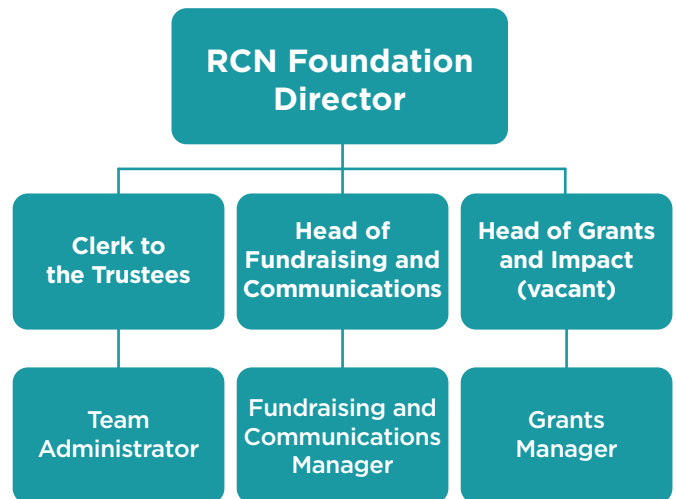 RCN Foundation
Director
Clerk to
the Trustees
Head of
Fundraising and
Communications
Head of Grants
and Impact
(vacant)
Team
Administrator
Fundraising and
Communications
Manager
Grants
Manager